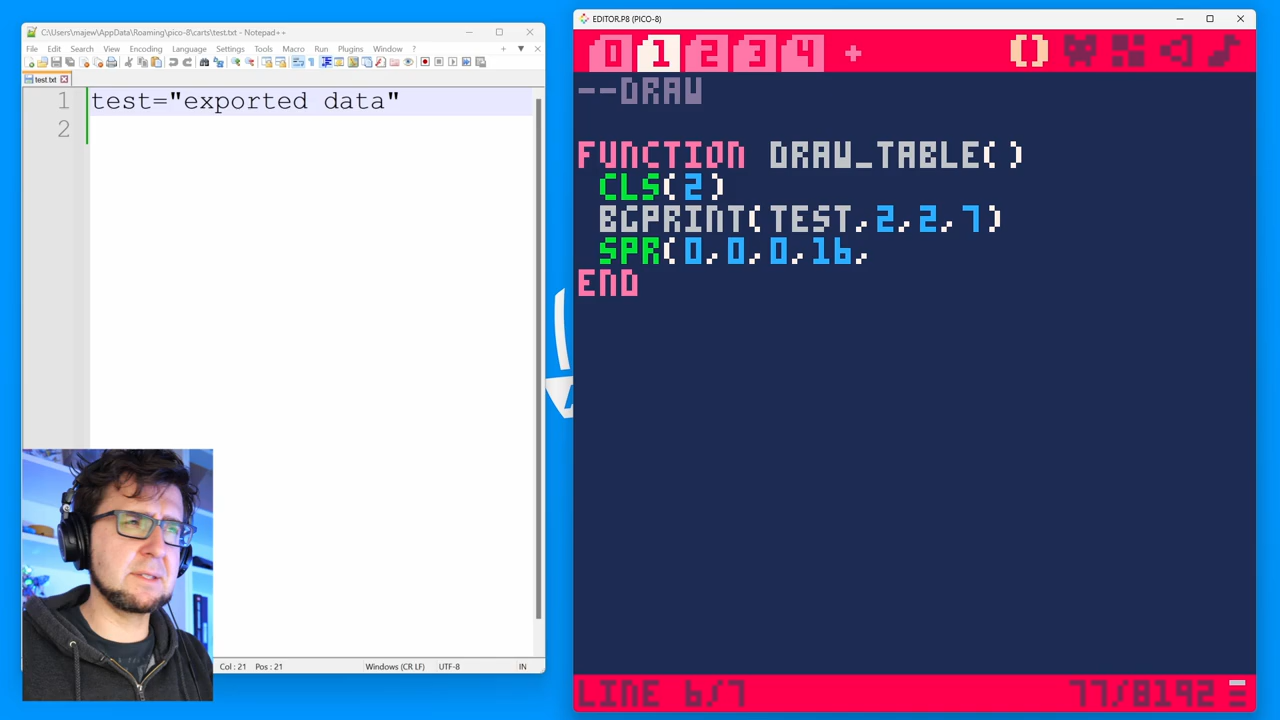 C:\Users\majew\AppData\Roaming\pico-8\carts\test.txt - Notepad++
File Edit Search View Encoding Language Settings Tools Macro Run Plugins Window ?
test.txt
1 test="exported data"
2
Col : 21 Pos : 21 Windows (CR LF) UTF-8 IN
EDITOR.P8 (PICO-8)
0 1 2 3 4 +
--DRAW
FUNCTION DRAW_TABLE()
CLS(2)
BGPRINT(TEST,2,2,7)
SPR(0,0,0,16,
END
LINE 6/7 77/8192